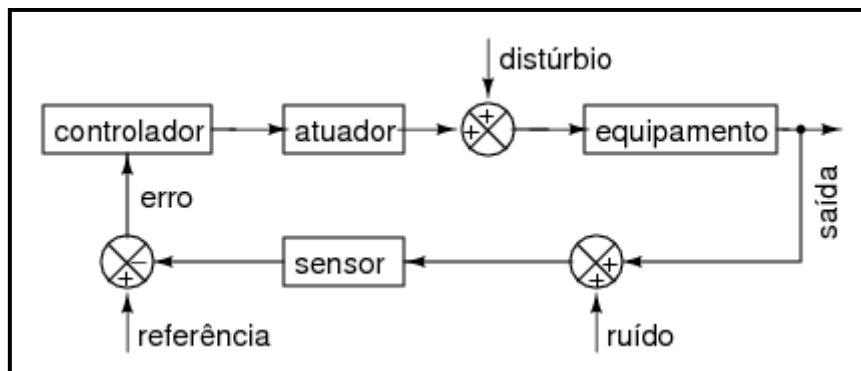 distúrbio
controlador
atuador
equipamento
erro
saída
sensor
referência
ruído